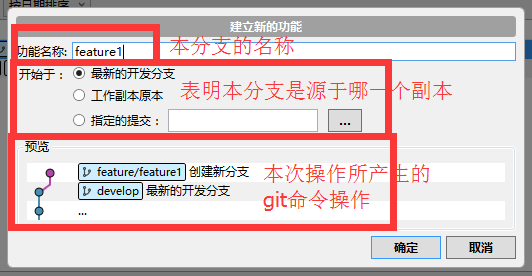 按日期排序
建立新的功能
功能名称: feature1
本分支的名称
开始于： 最新的开发分支
工作副本原本
指定的提交： ...
表明本分支是源于哪一个副本
预览
feature/feature1 创建新分支
develop 最新的开发分支
...
本次操作所产生的
git命令操作
确定 取消